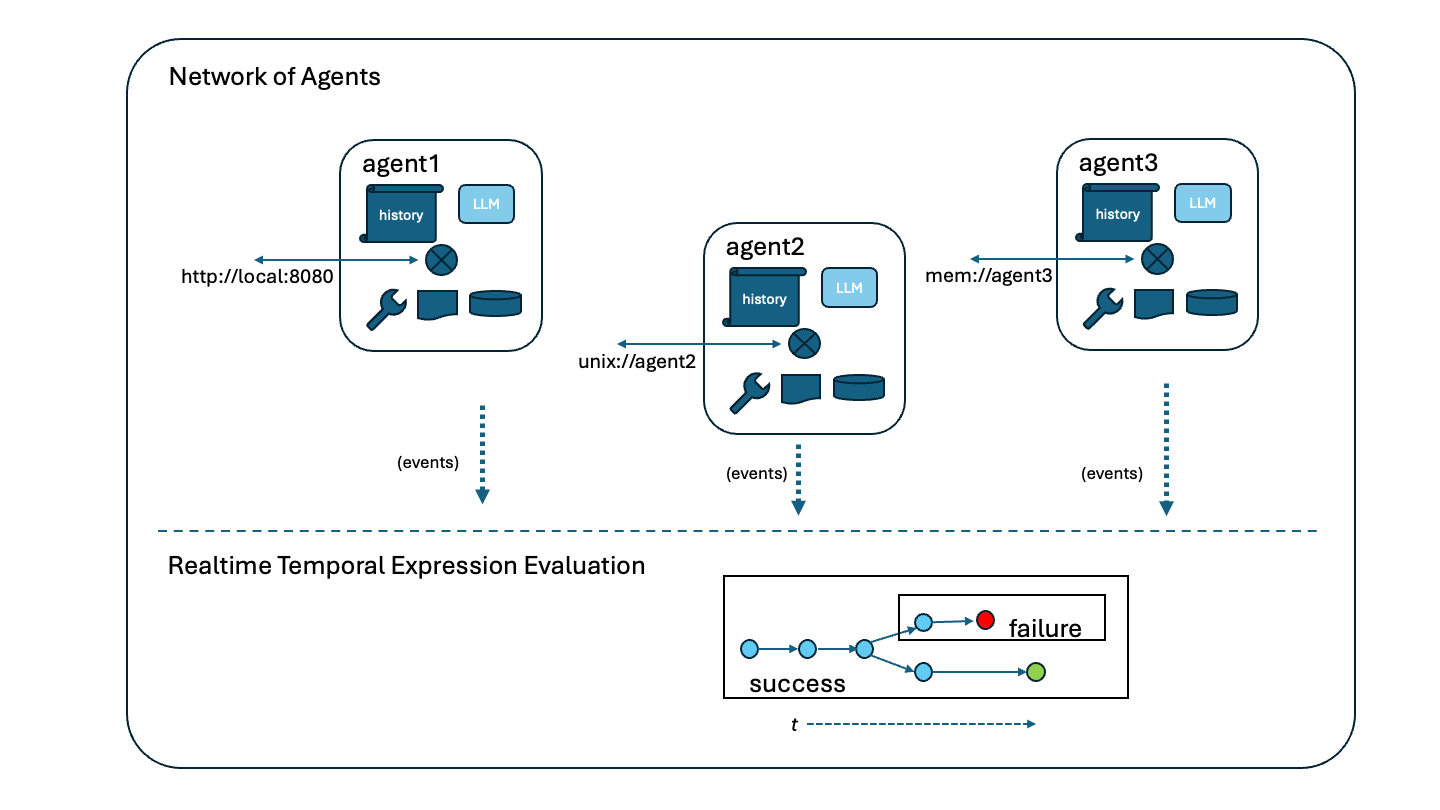 Network of Agents
agent1
history
LLM
http://local:8080
agent2
history
LLM
unix://agent2
agent3
history
LLM
mem://agent3
(events)
(events)
(events)
Realtime Temporal Expression Evaluation
failure
success
t